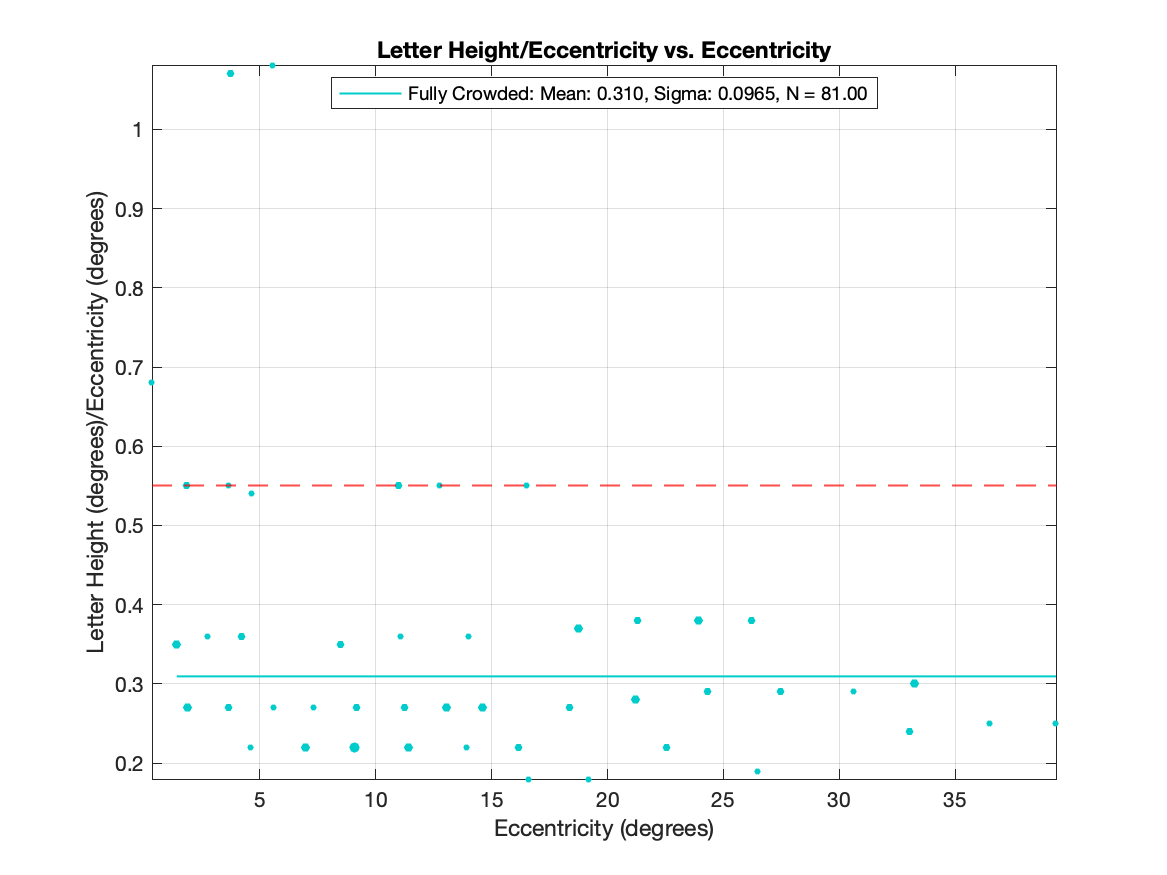 Letter Height/Eccentricity vs. Eccentricity
Fully Crowded: Mean: 0.310, Sigma: 0.0965, N = 81.00
1
0.9
0.8
0.7
0.6
0.5
0.4
0.3
0.2
Letter Height (degrees)/Eccentricity (degrees)
5 10 15 20 25 30 35
Eccentricity (degrees)